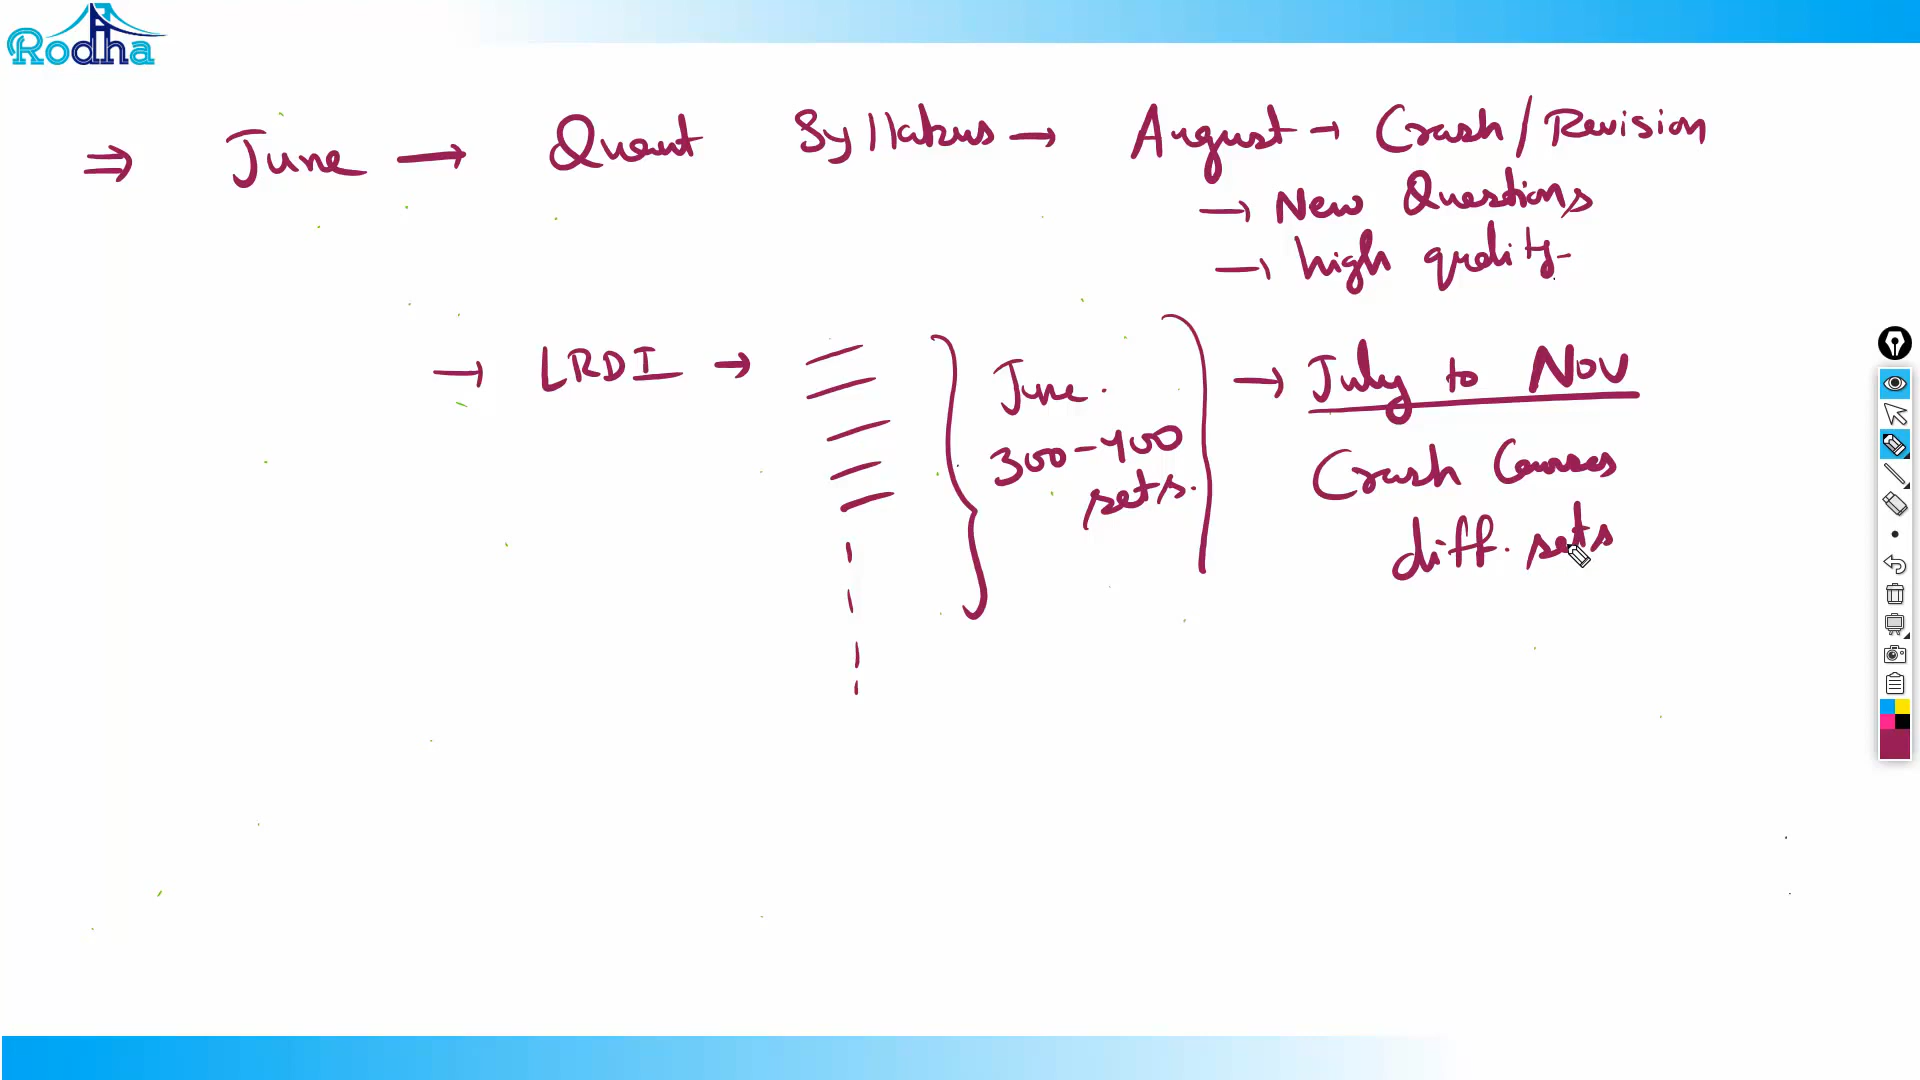 Rodha
⇒ June → Quant Syllabus → August → Crash/Revision
→ New Questions
→ high quality
→ LRDI → June. → July to Nov
300-400 Crash Courses
sets. diff. sets